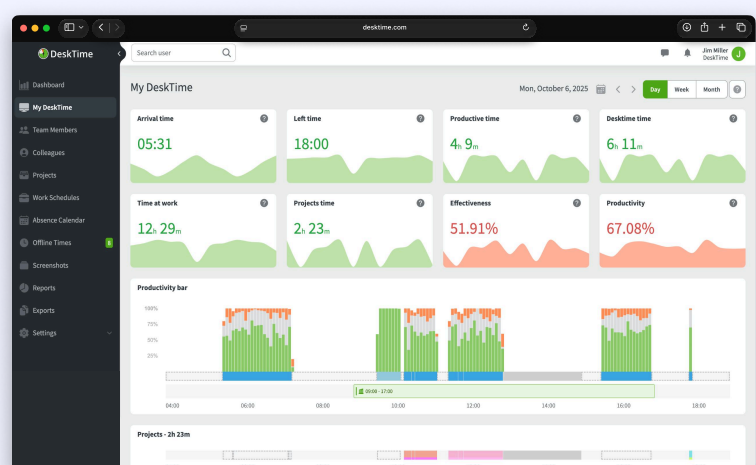 desktime.com
DeskTime
Search user
Jim Miller
DeskTime
J
Dashboard
My DeskTime
Team Members
Colleagues
Projects
Work Schedules
Absence Calendar
Offline Times
8
Screenshots
Reports
Exports
Settings
My DeskTime
Mon, October 6, 2025
Day
Week
Month
?
Arrival time ?
05:31
Left time ?
18:00
Productive time ?
4h 9m
Desktime time ?
6h 11m
Time at work ?
12h 29m
Projects time ?
2h 23m
Effectiveness ?
51.91%
Productivity ?
67.08%
Productivity bar
100%
75%
50%
25%
09:00 - 17:00
04:00 06:00 08:00 10:00 12:00 14:00 16:00 18:00
Projects - 2h 23m